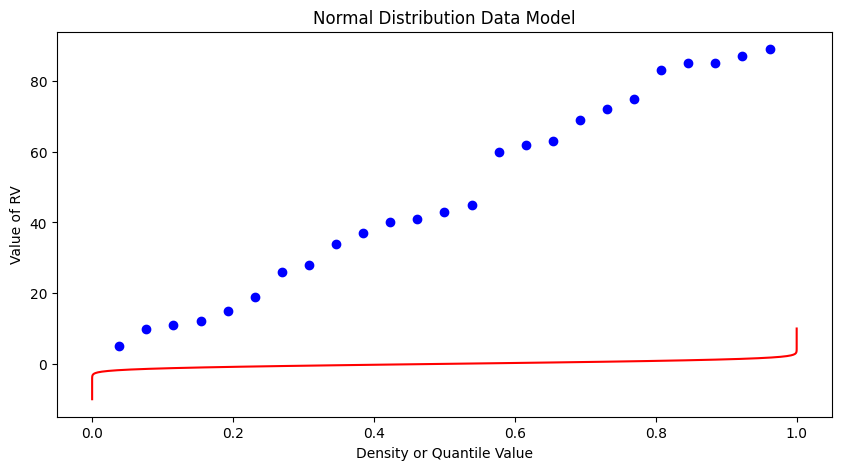 Normal Distribution Data Model
Value of RV
80
60
40
20
0
0.0 0.2 0.4 0.6 0.8 1.0
Density or Quantile Value